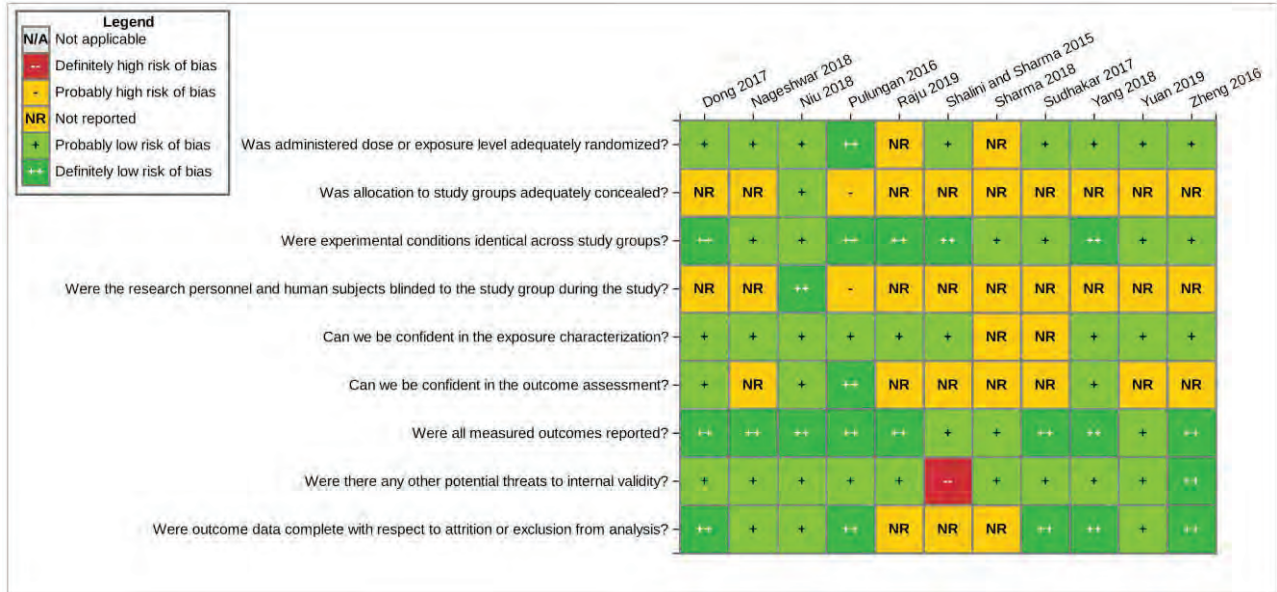 Legend
N/A Not applicable
-- Definitely high risk of bias
- Probably high risk of bias
NR Not reported
+ Probably low risk of bias
++ Definitely low risk of bias
Dong 2017
Nageshwar 2018
Niu 2018
Pulungan 2016
Raju 2019
Shalini and Sharma 2015
Sharma 2018
Sudhakar 2017
Yang 2018
Yuan 2019
Zheng 2016
Was administered dose or exposure level adequately randomized? + + + ++ NR + NR + + + +
Was allocation to study groups adequately concealed? NR NR + - NR NR NR NR NR NR NR
Were experimental conditions identical across study groups? ++ + + ++ ++ ++ + + ++ + +
Were the research personnel and human subjects blinded to the study group during the study? NR NR ++ - NR NR NR NR NR NR NR
Can we be confident in the exposure characterization? + + + + + + NR NR + + +
Can we be confident in the outcome assessment? + NR + ++ NR NR NR NR + NR NR
Were all measured outcomes reported? ++ ++ ++ ++ ++ + + ++ ++ + ++
Were there any other potential threats to internal validity? + + + + + -- + + + + ++
Were outcome data complete with respect to attrition or exclusion from analysis? ++ + + ++ NR NR NR ++ ++ + ++